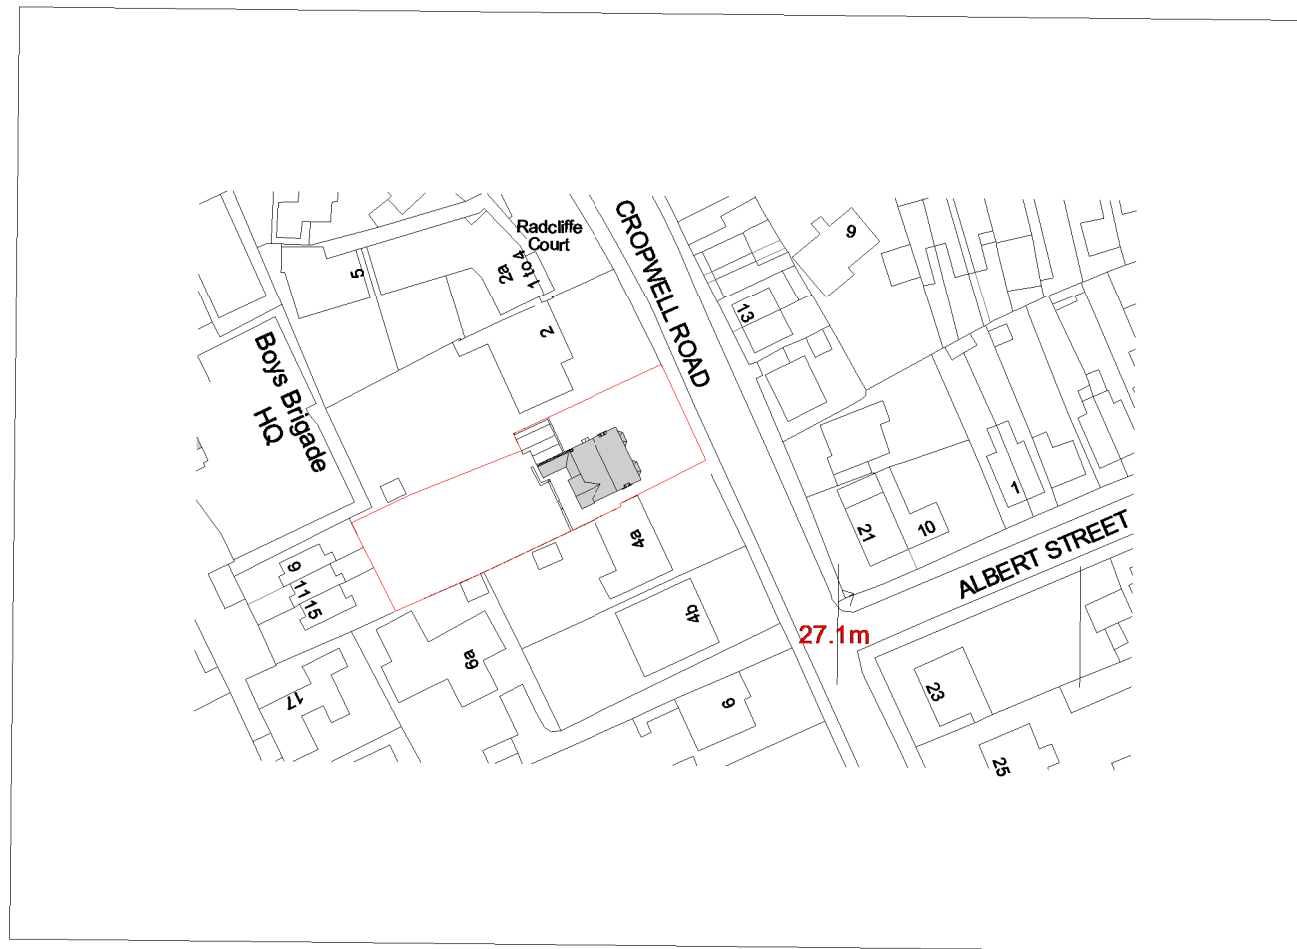 Radcliffe
Court
CROPWELL ROAD
9
5
2a
1 to 4
2
13
Boys Brigade
HQ
1
21
10
ALBERT STREET
4a
9
11
15
4b
27.1m
6a
17
6
23
25